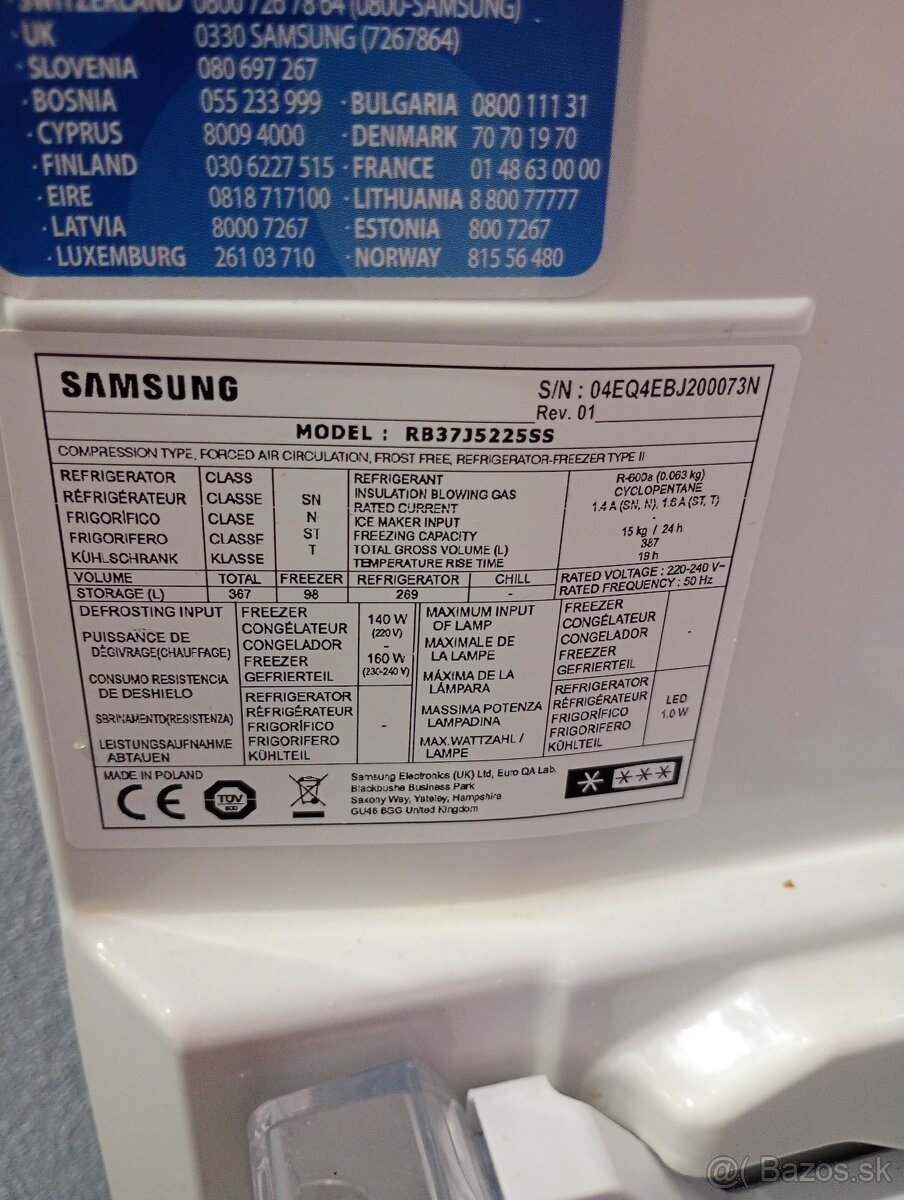 SWITZERLAND 0800 726 78 64 (0800-SAMSUNG)
· UK 0330 SAMSUNG (7267864)
· SLOVENIA 080 697 267
· BOSNIA 055 233 999 · BULGARIA 0800 111 31
· CYPRUS 8009 4000 · DENMARK 70 70 19 70
· FINLAND 030 6227 515 · FRANCE 01 48 63 00 00
· EIRE 0818 717100 · LITHUANIA 8 800 77777
· LATVIA 8000 7267 · ESTONIA 800 7267
· LUXEMBURG 261 03 710 · NORWAY 815 56 480
SAMSUNG
S/N : 04EQ4EBJ200073N
Rev. 01
MODEL : RB37J5225SS
COMPRESSION TYPE, FORCED AIR CIRCULATION, FROST FREE, REFRIGERATOR-FREEZER TYPE II
REFRIGERATOR CLASS
RÉFRIGÉRATEUR CLASSE
FRIGORÍFICO CLASE
FRIGORIFERO CLASSE
KÜHLSCHRANK KLASSE
SN
N
ST
T
REFRIGERANT R-600a (0.063 kg)
INSULATION BLOWING GAS CYCLOPENTANE
RATED CURRENT 1.4 A (SN, N), 1.6 A (ST, T)
ICE MAKER INPUT -
FREEZING CAPACITY 15 kg / 24 h
TOTAL GROSS VOLUME (L) 387
TEMPERATURE RISE TIME 19 h
VOLUME TOTAL FREEZER REFRIGERATOR CHILL
STORAGE (L) 367 98 269 -
RATED VOLTAGE : 220-240 V~
RATED FREQUENCY : 50 Hz
DEFROSTING INPUT
PUISSANCE DE
DÉGIVRAGE(CHAUFFAGE)
CONSUMO RESISTENCIA
DE DESHIELO
SBRINAMENTO(RESISTENZA)
LEISTUNGSAUFNAHME
ABTAUEN
FREEZER
CONGÉLATEUR
CONGELADOR
FREEZER
GEFRIERTEIL
140 W
(220 V)
-
160 W
(230-240 V)
REFRIGERATOR
RÉFRIGÉRATEUR
FRIGORÍFICO
FRIGORIFERO
KÜHLTEIL
-
MAXIMUM INPUT
OF LAMP
MAXIMALE DE
LA LAMPE
MÁXIMA DE LA
LÁMPARA
MASSIMA POTENZA
LAMPADINA
MAX.WATTZAHL /
LAMPE
FREEZER
CONGÉLATEUR
CONGELADOR
FREEZER
GEFRIERTEIL
-
REFRIGERATOR
RÉFRIGÉRATEUR
FRIGORÍFICO
FRIGORIFERO
KÜHLTEIL
LED
1.0 W
MADE IN POLAND
CE
TÜV
Samsung Electronics (UK) Ltd, Euro QA Lab.
Blackbushe Business Park
Saxony Way, Yateley, Hampshire
GU46 6GG United Kingdom
@( Bazos.sk